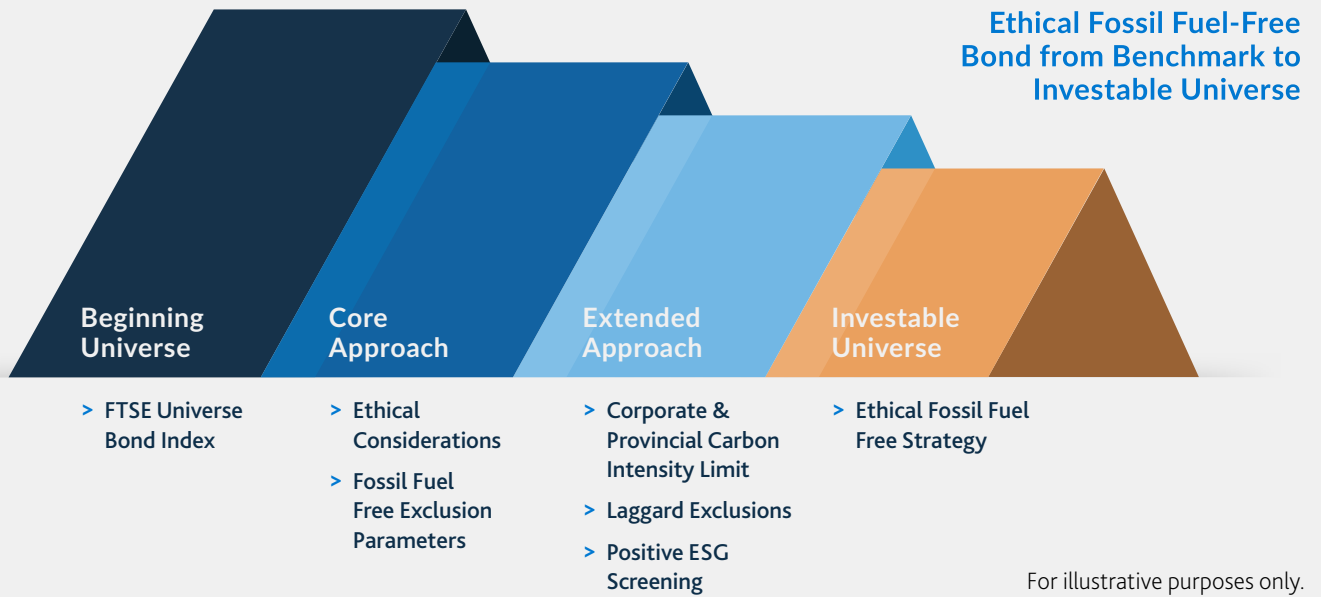 Ethical Fossil Fuel-Free
Bond from Benchmark to
Investable Universe
Beginning
Universe
Core
Approach
Extended
Approach
Investable
Universe
> FTSE Universe
Bond Index
> Ethical
Considerations
> Fossil Fuel
Free Exclusion
Parameters
> Corporate &
Provincial Carbon
Intensity Limit
> Laggard Exclusions
> Positive ESG
Screening
> Ethical Fossil Fuel
Free Strategy
For illustrative purposes only.